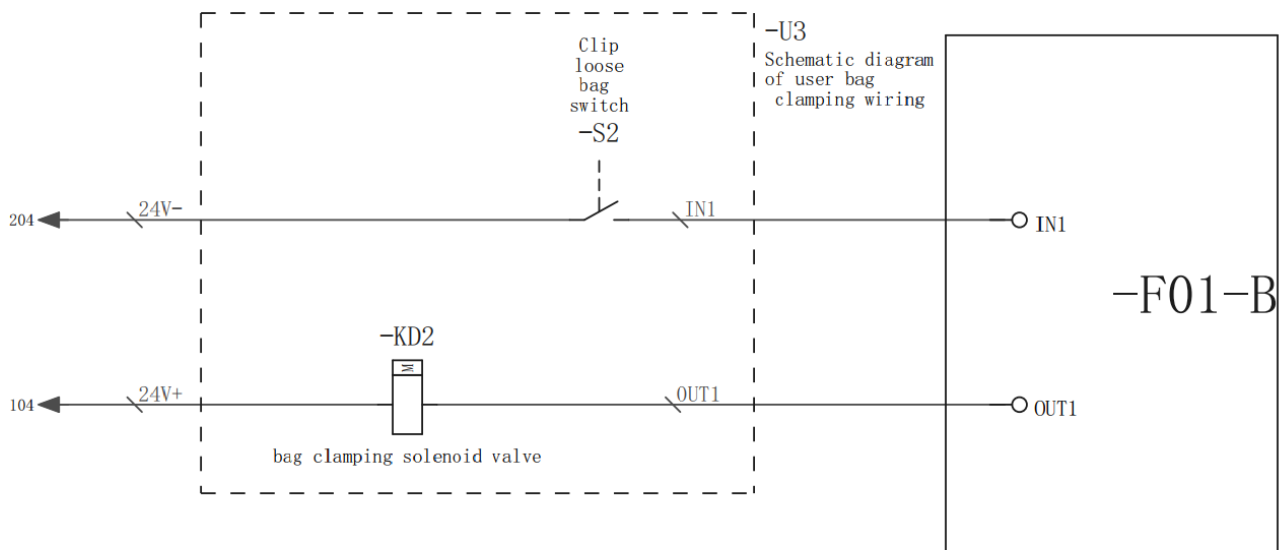 -U3
Schematic diagram
of user bag
clamping wiring
Clip
loose
bag
switch
-S2
204
24V-
IN1
IN1
-F01-B
-KD2
M
104
24V+
OUT1
OUT1
bag clamping solenoid valve